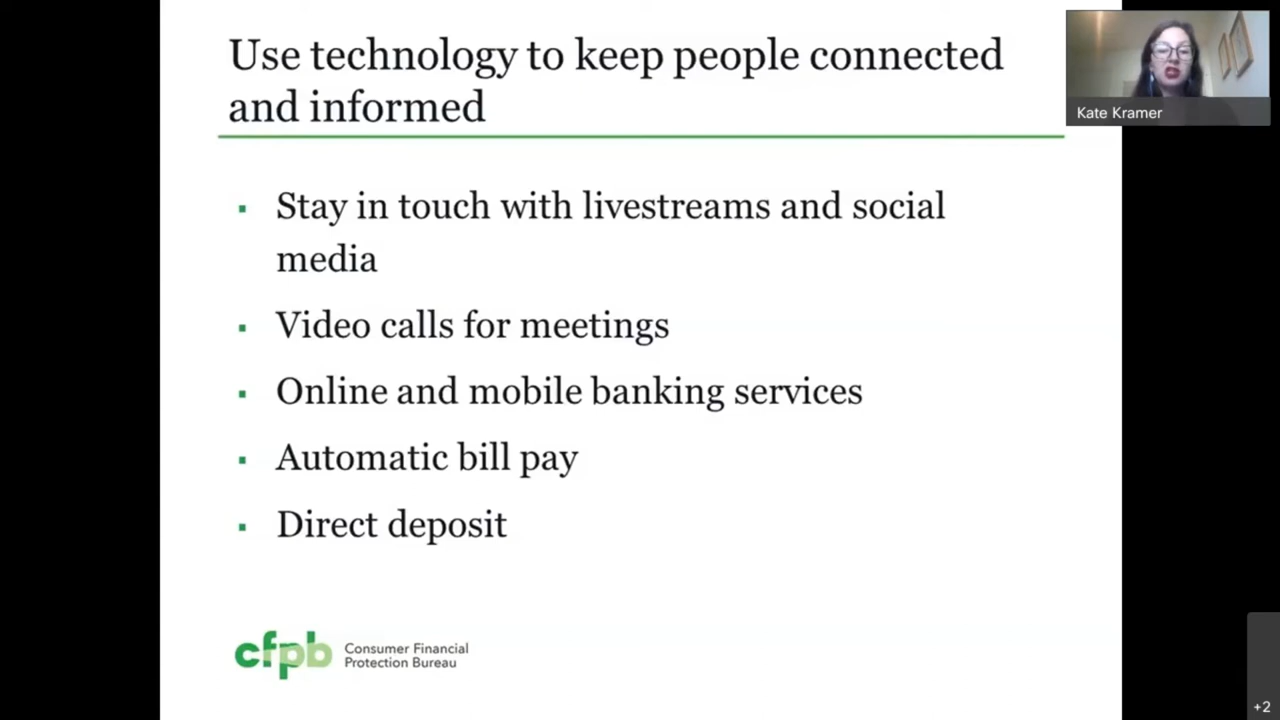 Use technology to keep people connected
and informed
Kate Kramer
▪ Stay in touch with livestreams and social
media
▪ Video calls for meetings
▪ Online and mobile banking services
▪ Automatic bill pay
▪ Direct deposit
cfpb
Consumer Financial
Protection Bureau
+2